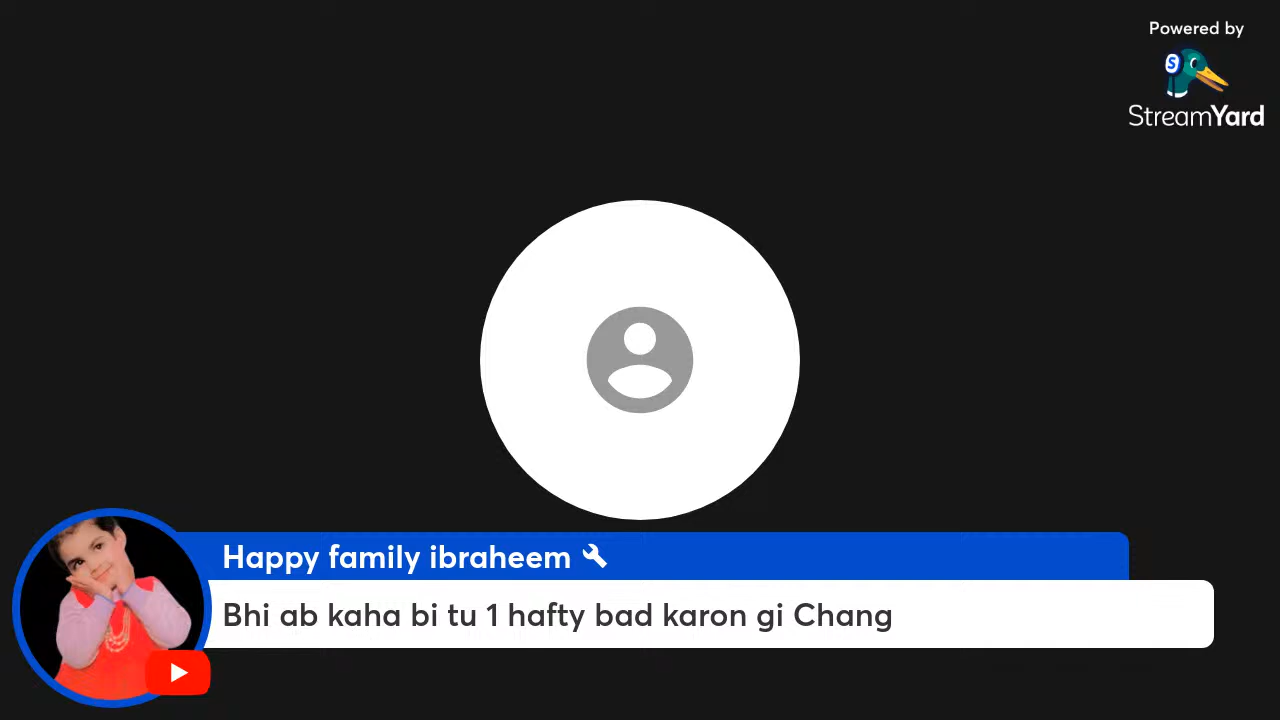 Powered by
StreamYard
Happy family ibraheem
Bhi ab kaha bi tu 1 hafty bad karon gi Chang